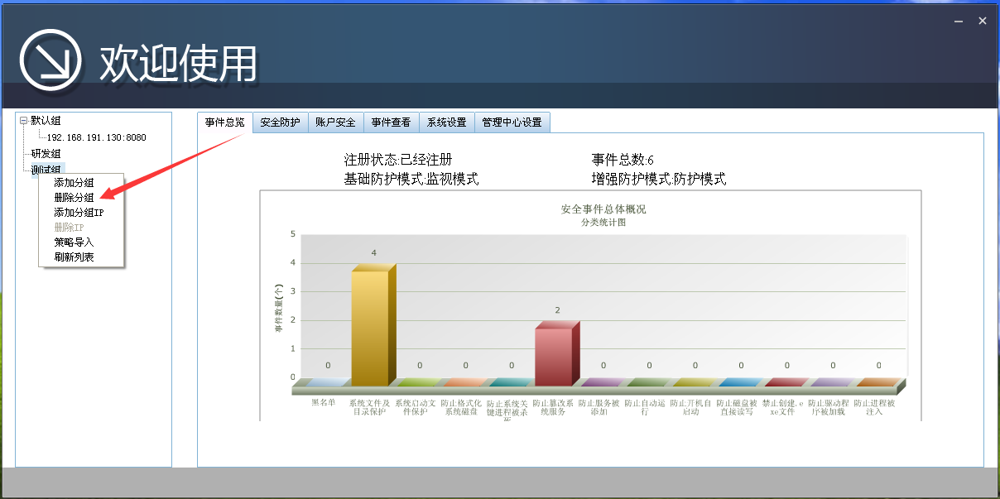 欢迎使用
默认组
192.168.191.130:8080
研发组
测试组
添加分组
删除分组
添加分组IP
删除IP
策略导入
刷新列表
事件总览 安全防护 账户安全 事件查看 系统设置 管理中心设置
注册状态:已经注册 事件总数:6
基础防护模式:监视模式 增强防护模式:防护模式
安全事件总体概况
分类统计图
事件数量(个)
5
4
3
2
1
0
0 4 0 0 0 2 0 0 0 0 0 0 0
黑名单
系统文件及
目录保护
系统启动文
件保护
防止格式化
系统磁盘
防止系统关
键进程被杀
死
防止篡改系
统服务
防止服务被
添加
防止自动运
行
防止开机自
启动
防止磁盘被
直接读写
禁止创建.e
xe文件
防止驱动程
序被加载
防止进程被
注入